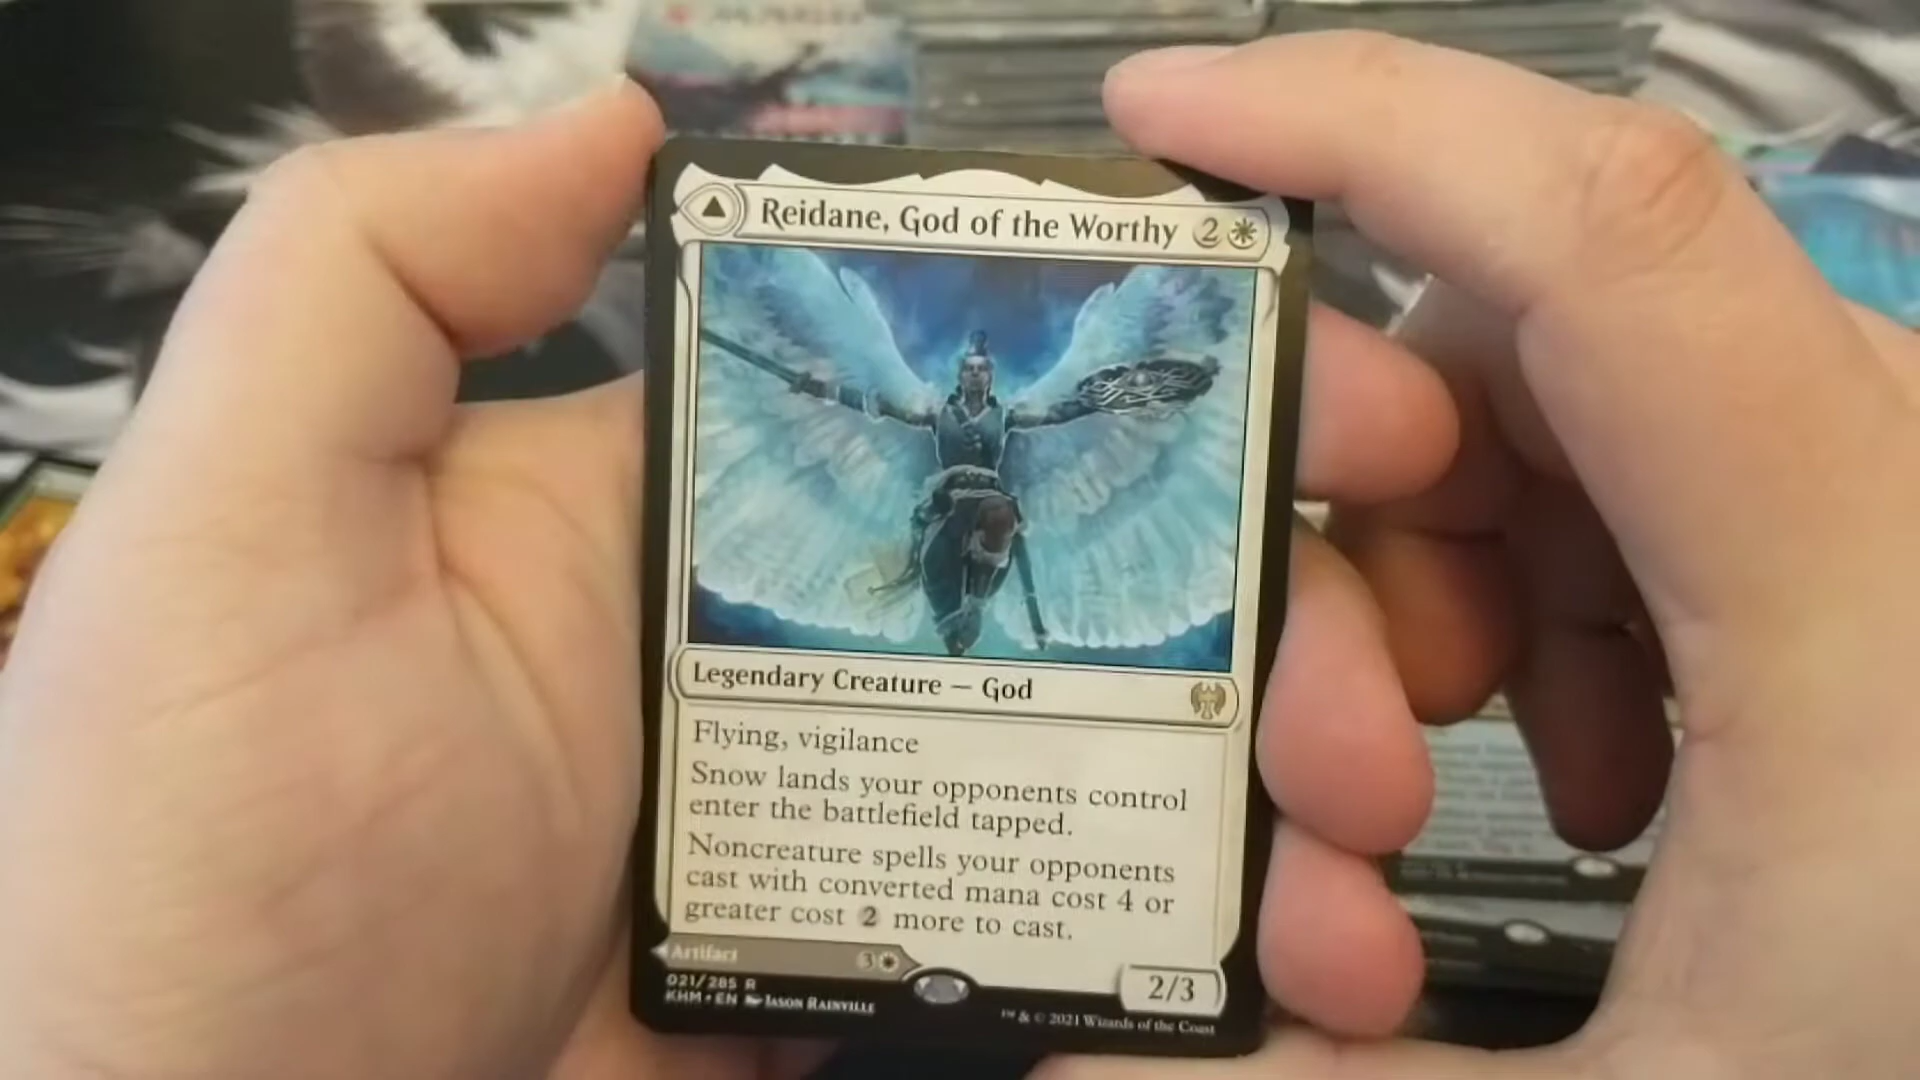 Reidane, God of the Worthy 2
Legendary Creature — God
Flying, vigilance
Snow lands your opponents control
enter the battlefield tapped.
Noncreature spells your opponents
cast with converted mana cost 4 or
greater cost 2 more to cast.
Artifact 3
2/3
021/285 R
KHM • EN Jason Rainville
™ & © 2021 Wizards of the Coast